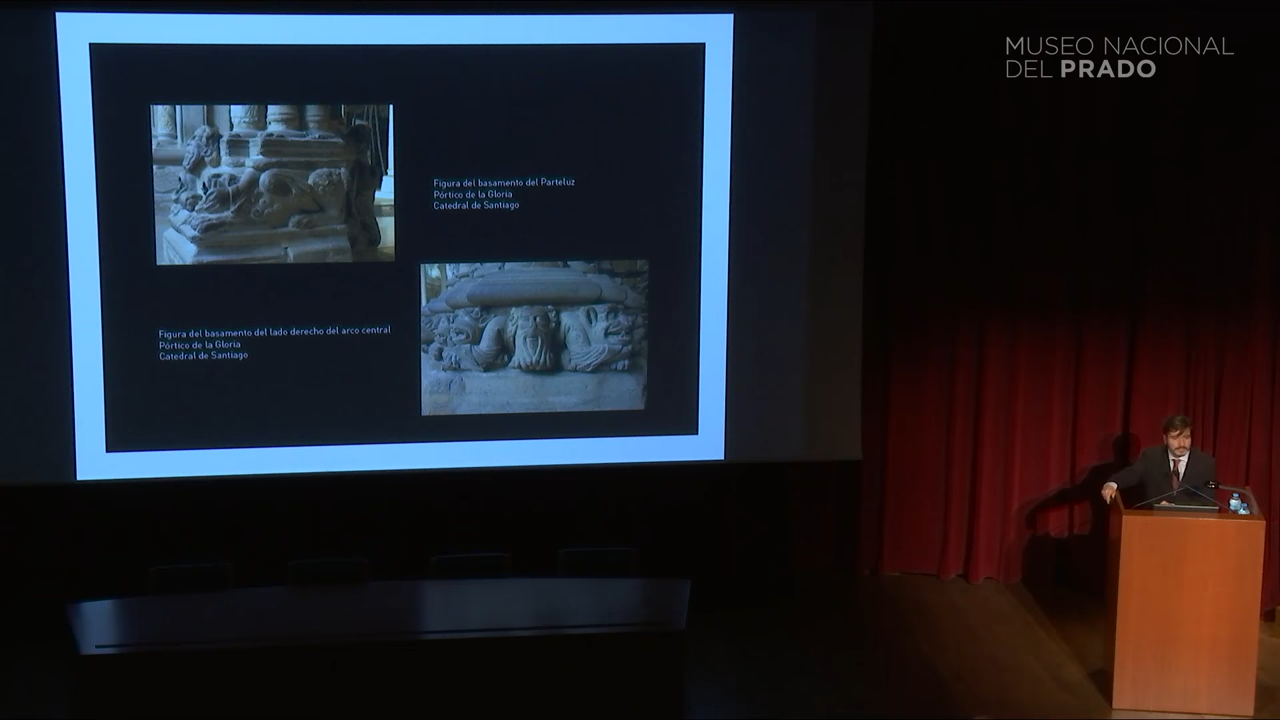 MUSEO NACIONAL
DEL PRADO
Figura del basamento del Parteluz
Pórtico de la Gloria
Catedral de Santiago
Figura del basamento del lado derecho del arco central
Pórtico de la Gloria
Catedral de Santiago